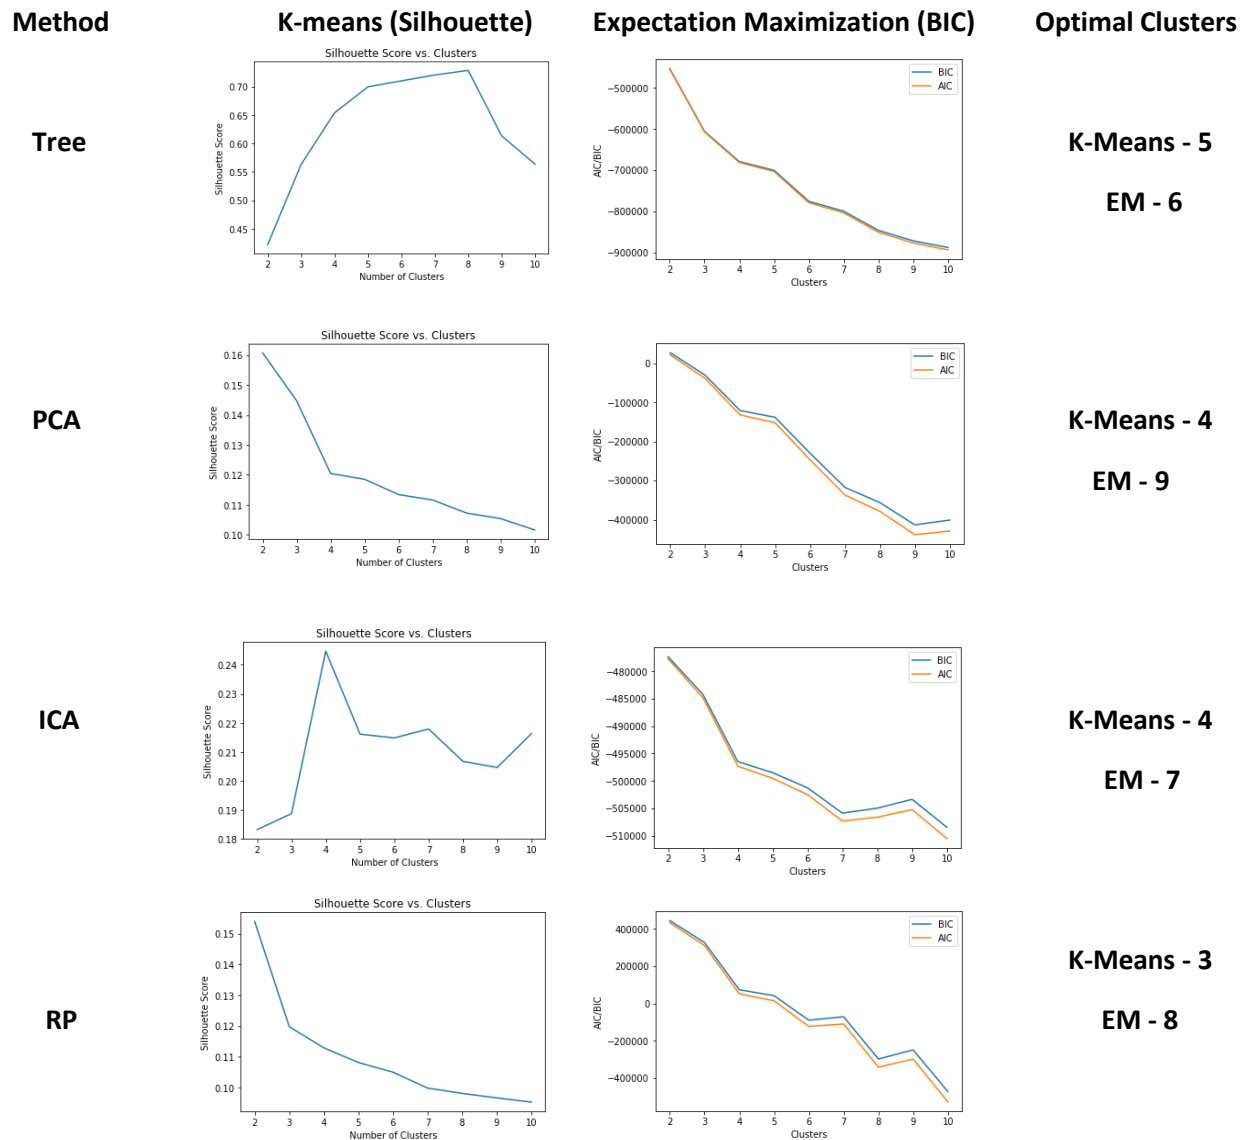 Method K-means (Silhouette) Expectation Maximization (BIC) Optimal Clusters
Tree
Silhouette Score vs. Clusters
Silhouette Score
0.70
0.65
0.60
0.55
0.50
0.45
2 3 4 5 6 7 8 9 10
Number of Clusters
BIC
AIC
AIC/BIC
−500000
−600000
−700000
−800000
−900000
2 3 4 5 6 7 8 9 10
Clusters
K-Means - 5
EM - 6
PCA
Silhouette Score vs. Clusters
Silhouette Score
0.16
0.15
0.14
0.13
0.12
0.11
0.10
2 3 4 5 6 7 8 9 10
Number of Clusters
BIC
AIC
AIC/BIC
0
−100000
−200000
−300000
−400000
2 3 4 5 6 7 8 9 10
Clusters
K-Means - 4
EM - 9
ICA
Silhouette Score vs. Clusters
Silhouette Score
0.24
0.23
0.22
0.21
0.20
0.19
0.18
2 3 4 5 6 7 8 9 10
Number of Clusters
BIC
AIC
AIC/BIC
−480000
−485000
−490000
−495000
−500000
−505000
−510000
2 3 4 5 6 7 8 9 10
Clusters
K-Means - 4
EM - 7
RP
Silhouette Score vs. Clusters
Silhouette Score
0.15
0.14
0.13
0.12
0.11
0.10
2 3 4 5 6 7 8 9 10
Number of Clusters
BIC
AIC
AIC/BIC
400000
200000
0
−200000
−400000
2 3 4 5 6 7 8 9 10
Clusters
K-Means - 3
EM - 8